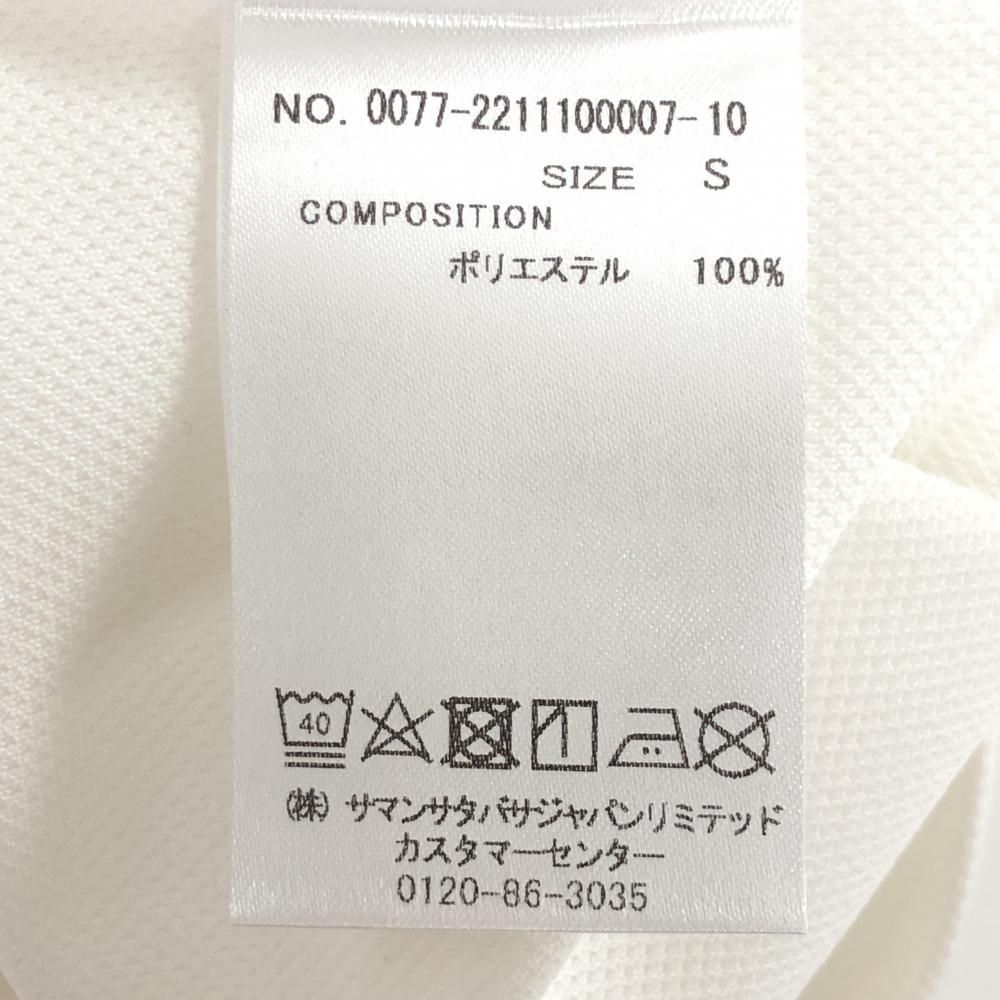 NO. 0077-2211100007-10
SIZE S
COMPOSITION
ポリエステル 100%
40
㈱ サマンサタバサジャパンリミテッド
カスタマーセンター
0120-86-3035